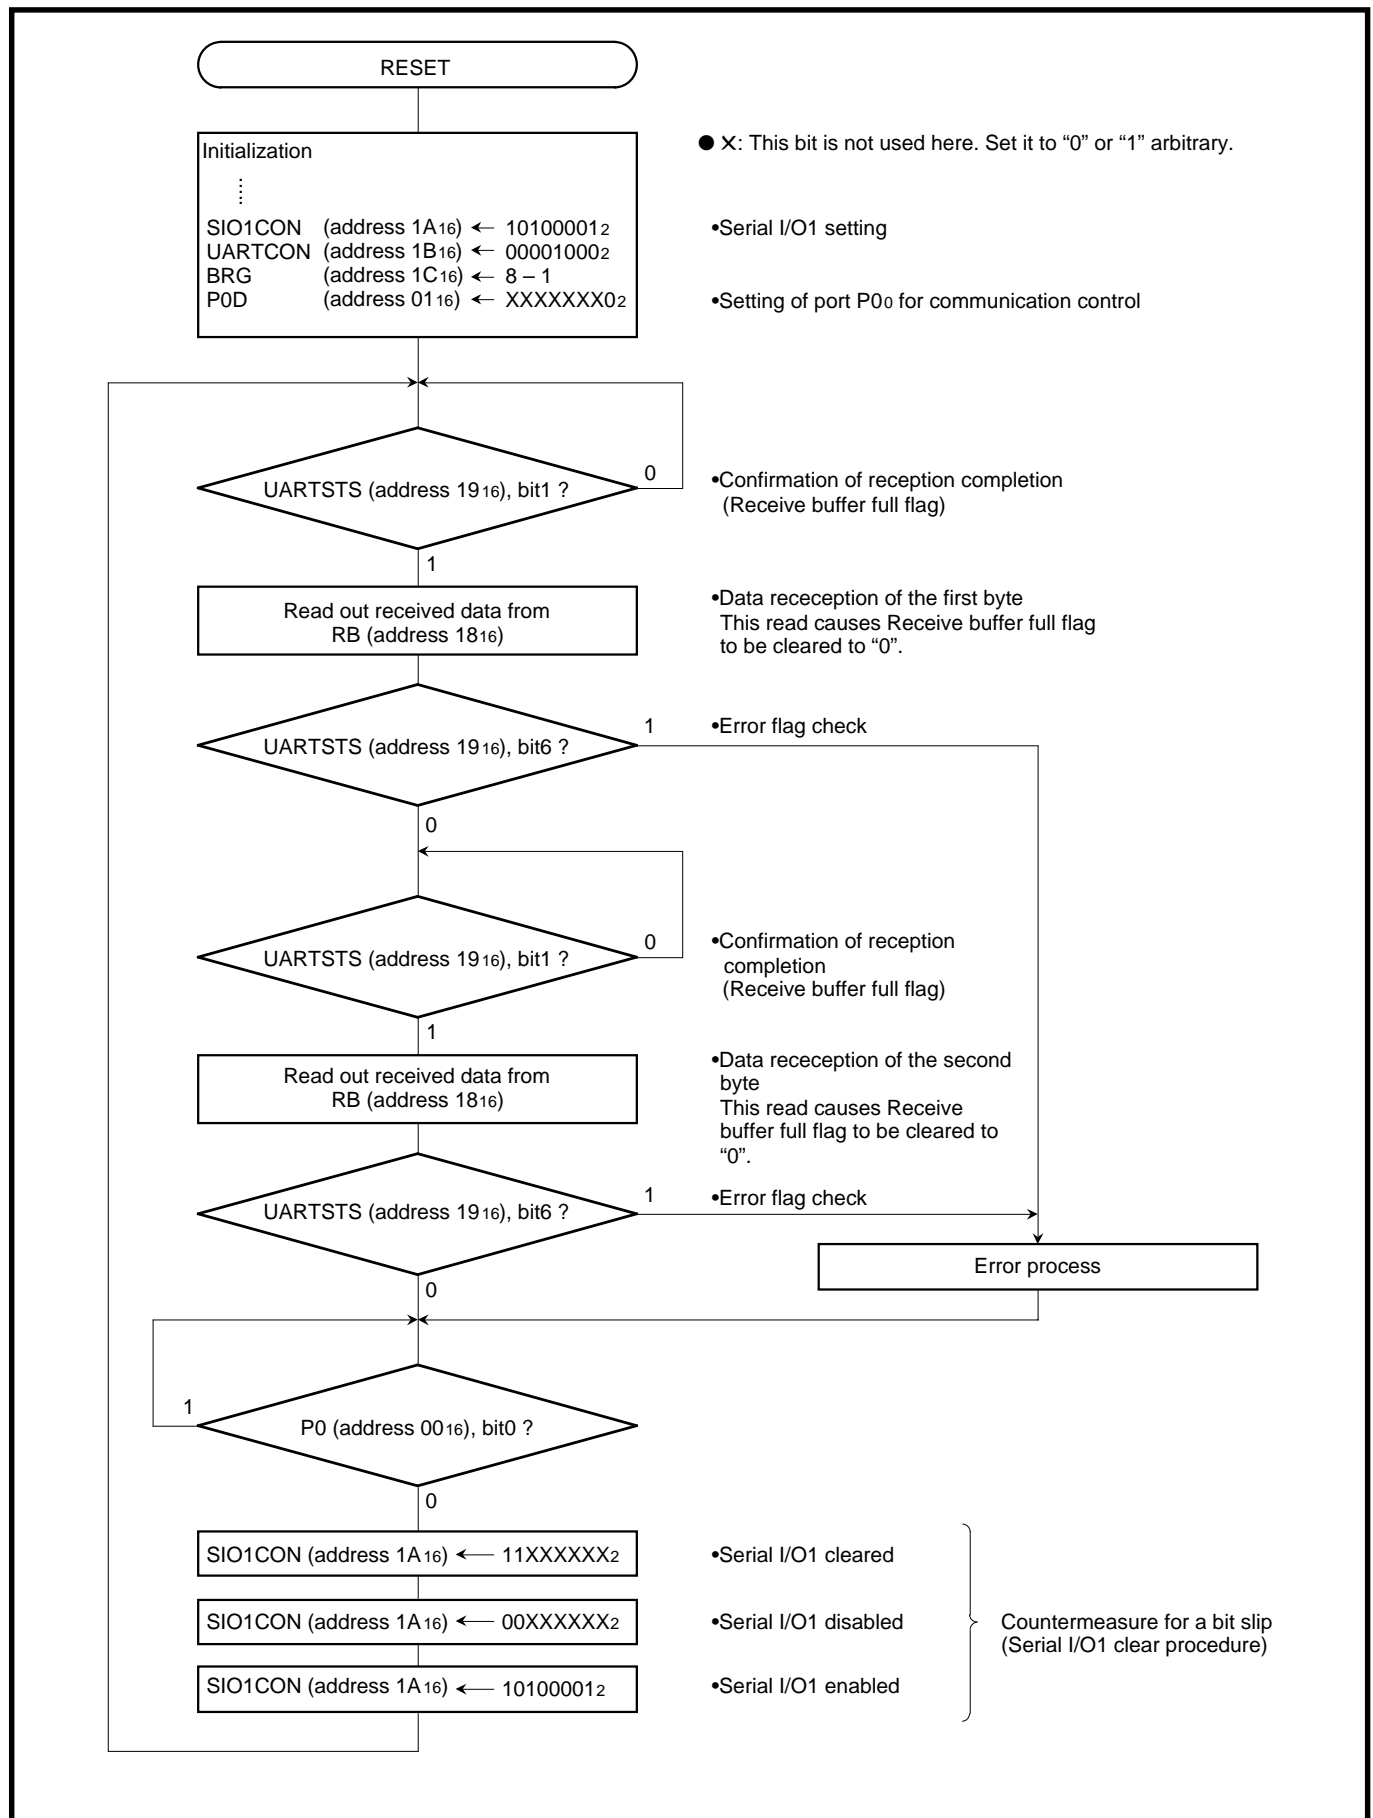 RESET
● X: This bit is not used here. Set it to “0” or “1” arbitrary.
Initialization
SIO1CON (address 1A16) ← 101000012 •Serial I/O1 setting
UARTCON (address 1B16) ← 000010002
BRG (address 1C16) ← 8 – 1
P0D (address 0116) ← XXXXXXX02 •Setting of port P00 for communication control
UARTSTS (address 1916), bit1 ?
0
•Confirmation of reception completion
(Receive buffer full flag)
1
Read out received data from
RB (address 1816)
•Data receception of the first byte
This read causes Receive buffer full flag
to be cleared to “0”.
UARTSTS (address 1916), bit6 ?
1
•Error flag check
0
UARTSTS (address 1916), bit1 ?
0
•Confirmation of reception
completion
(Receive buffer full flag)
1
Read out received data from
RB (address 1816)
•Data receception of the second
byte
This read causes Receive
buffer full flag to be cleared to
“0”.
UARTSTS (address 1916), bit6 ?
1
•Error flag check
Error process
0
1
P0 (address 0016), bit0 ?
0
SIO1CON (address 1A16) ← 11XXXXXX2 •Serial I/O1 cleared
SIO1CON (address 1A16) ← 00XXXXXX2 •Serial I/O1 disabled
Countermeasure for a bit slip
(Serial I/O1 clear procedure)
SIO1CON (address 1A16) ← 101000012 •Serial I/O1 enabled